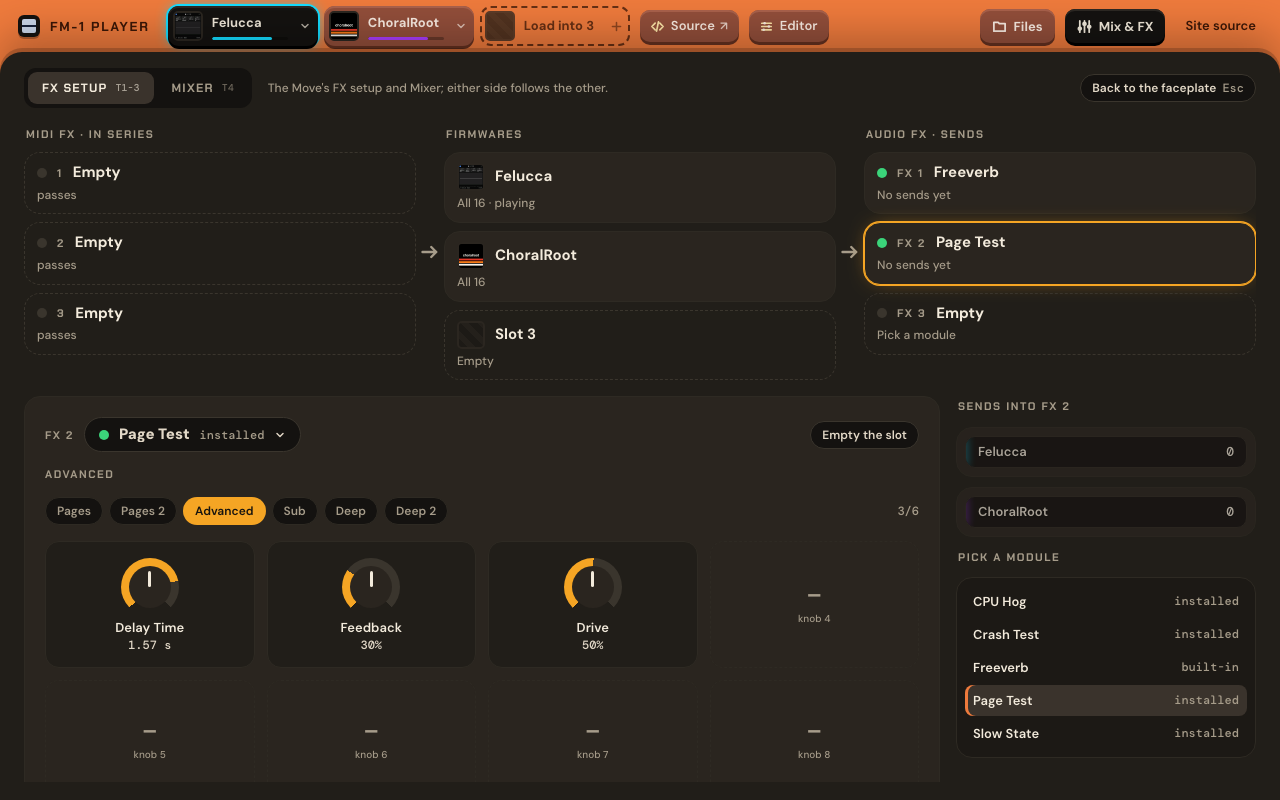 FM-1 PLAYER
Felucca
ChoralRoot
Load into 3 +
Source
Editor
Files
Mix & FX
Site source
FX SETUP T1-3
MIXER T4
The Move's FX setup and Mixer; either side follows the other.
Back to the faceplate Esc
MIDI FX · IN SERIES
1 Empty
passes
2 Empty
passes
3 Empty
passes
FIRMWARES
Felucca
All 16 · playing
ChoralRoot
All 16
Slot 3
Empty
AUDIO FX · SENDS
FX 1 Freeverb
No sends yet
FX 2 Page Test
No sends yet
FX 3 Empty
Pick a module
FX 2 Page Test installed
Empty the slot
ADVANCED
Pages
Pages 2
Advanced
Sub
Deep
Deep 2
3/6
Delay Time
1.57 s
Feedback
30%
Drive
50%
–
knob 4
–
knob 5
–
knob 6
–
knob 7
–
knob 8
SENDS INTO FX 2
Felucca 0
ChoralRoot 0
PICK A MODULE
CPU Hog installed
Crash Test installed
Freeverb built-in
Page Test installed
Slow State installed